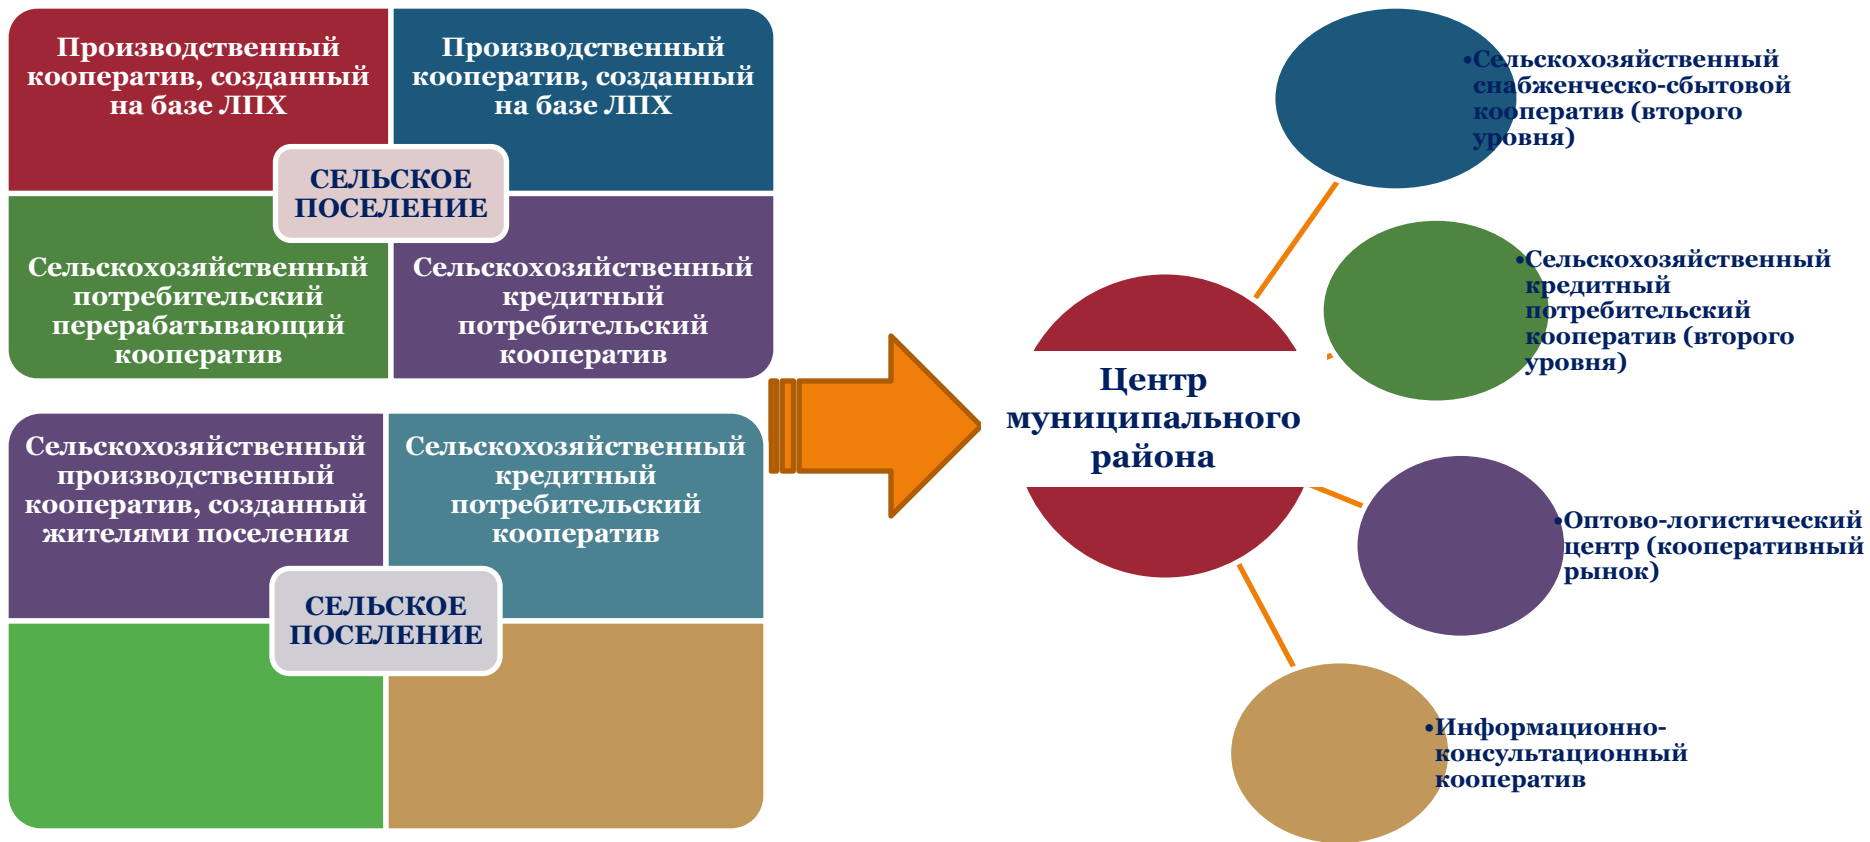 Производственный
кооператив, созданный
на базе ЛПХ
Производственный
кооператив, созданный
на базе ЛПХ
СЕЛЬСКОЕ
ПОСЕЛЕНИЕ
Сельскохозяйственный
потребительский
перерабатывающий
кооператив
Сельскохозяйственный
кредитный
потребительский
кооператив
Сельскохозяйственный
производственный
кооператив, созданный
жителями поселения
Сельскохозяйственный
кредитный
потребительский
кооператив
СЕЛЬСКОЕ
ПОСЕЛЕНИЕ
Центр
муниципального
района
•Сельскохозяйственный
снабженческо-сбытовой
кооператив (второго
уровня)
•Сельскохозяйственный
кредитный
потребительский
кооператив (второго
уровня)
•Оптово-логистический
центр (кооперативный
рынок)
•Информационно-
консультационный
кооператив